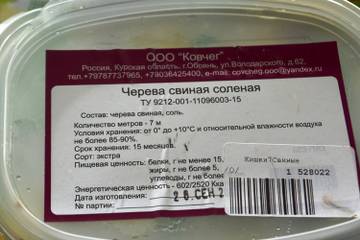 ООО "Ковчег"
Россия, Курская область, г.Обоянь, ул.Володарского, д.62,
тел.+79787737965, +79036425400, e-mail: covcheg.ooo@yandex.ru
Черева свиная соленая
ТУ 9212-001-11096003-15
Состав: черева свиная, соль.
Количество метров - 7 м
Условия хранения: от 0° до +10°С и относительной влажности воздуха
не более 85-90%.
Срок хранения: 15 месяцев.
Сорт: экстра
Пищевая ценность: белки, г не менее 15,
жиры, г не более 5,
углеводы, г не более
Энергетическая ценность - 602/2520 Кка
Дата изготовления: 20 СЕН 2
№ партии:
Кишки?Свиные
1 528022